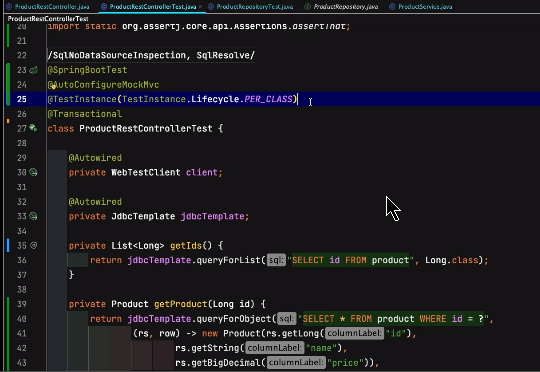 ProductRestController.java ProductRestControllerTest.java × ProductRepositoryTest.java ProductRepository.java ProductService.java
ProductRestControllerTest
20 import static org.assertj.core.api.Assertions.assertThat;
21
22 /SqlNoDataSourceInspection, SqlResolve/
23 @SpringBootTest
24 @AutoConfigureMockMvc
25 @TestInstance(TestInstance.Lifecycle.PER_CLASS)
26 @Transactional
27 class ProductRestControllerTest {
28
29 @Autowired
30 private WebTestClient client;
31
32 @Autowired
33 private JdbcTemplate jdbcTemplate;
34
35 private List<Long> getIds() {
36 return jdbcTemplate.queryForList( sql: "SELECT id FROM product", Long.class);
37 }
38
39 private Product getProduct(Long id) {
40 return jdbcTemplate.queryForObject( sql: "SELECT * FROM product WHERE id = ?",
41 (rs, row) -> new Product(rs.getLong( columnLabel: "id"),
42 rs.getString( columnLabel: "name"),
43 rs.getBigDecimal( columnLabel: "price")),